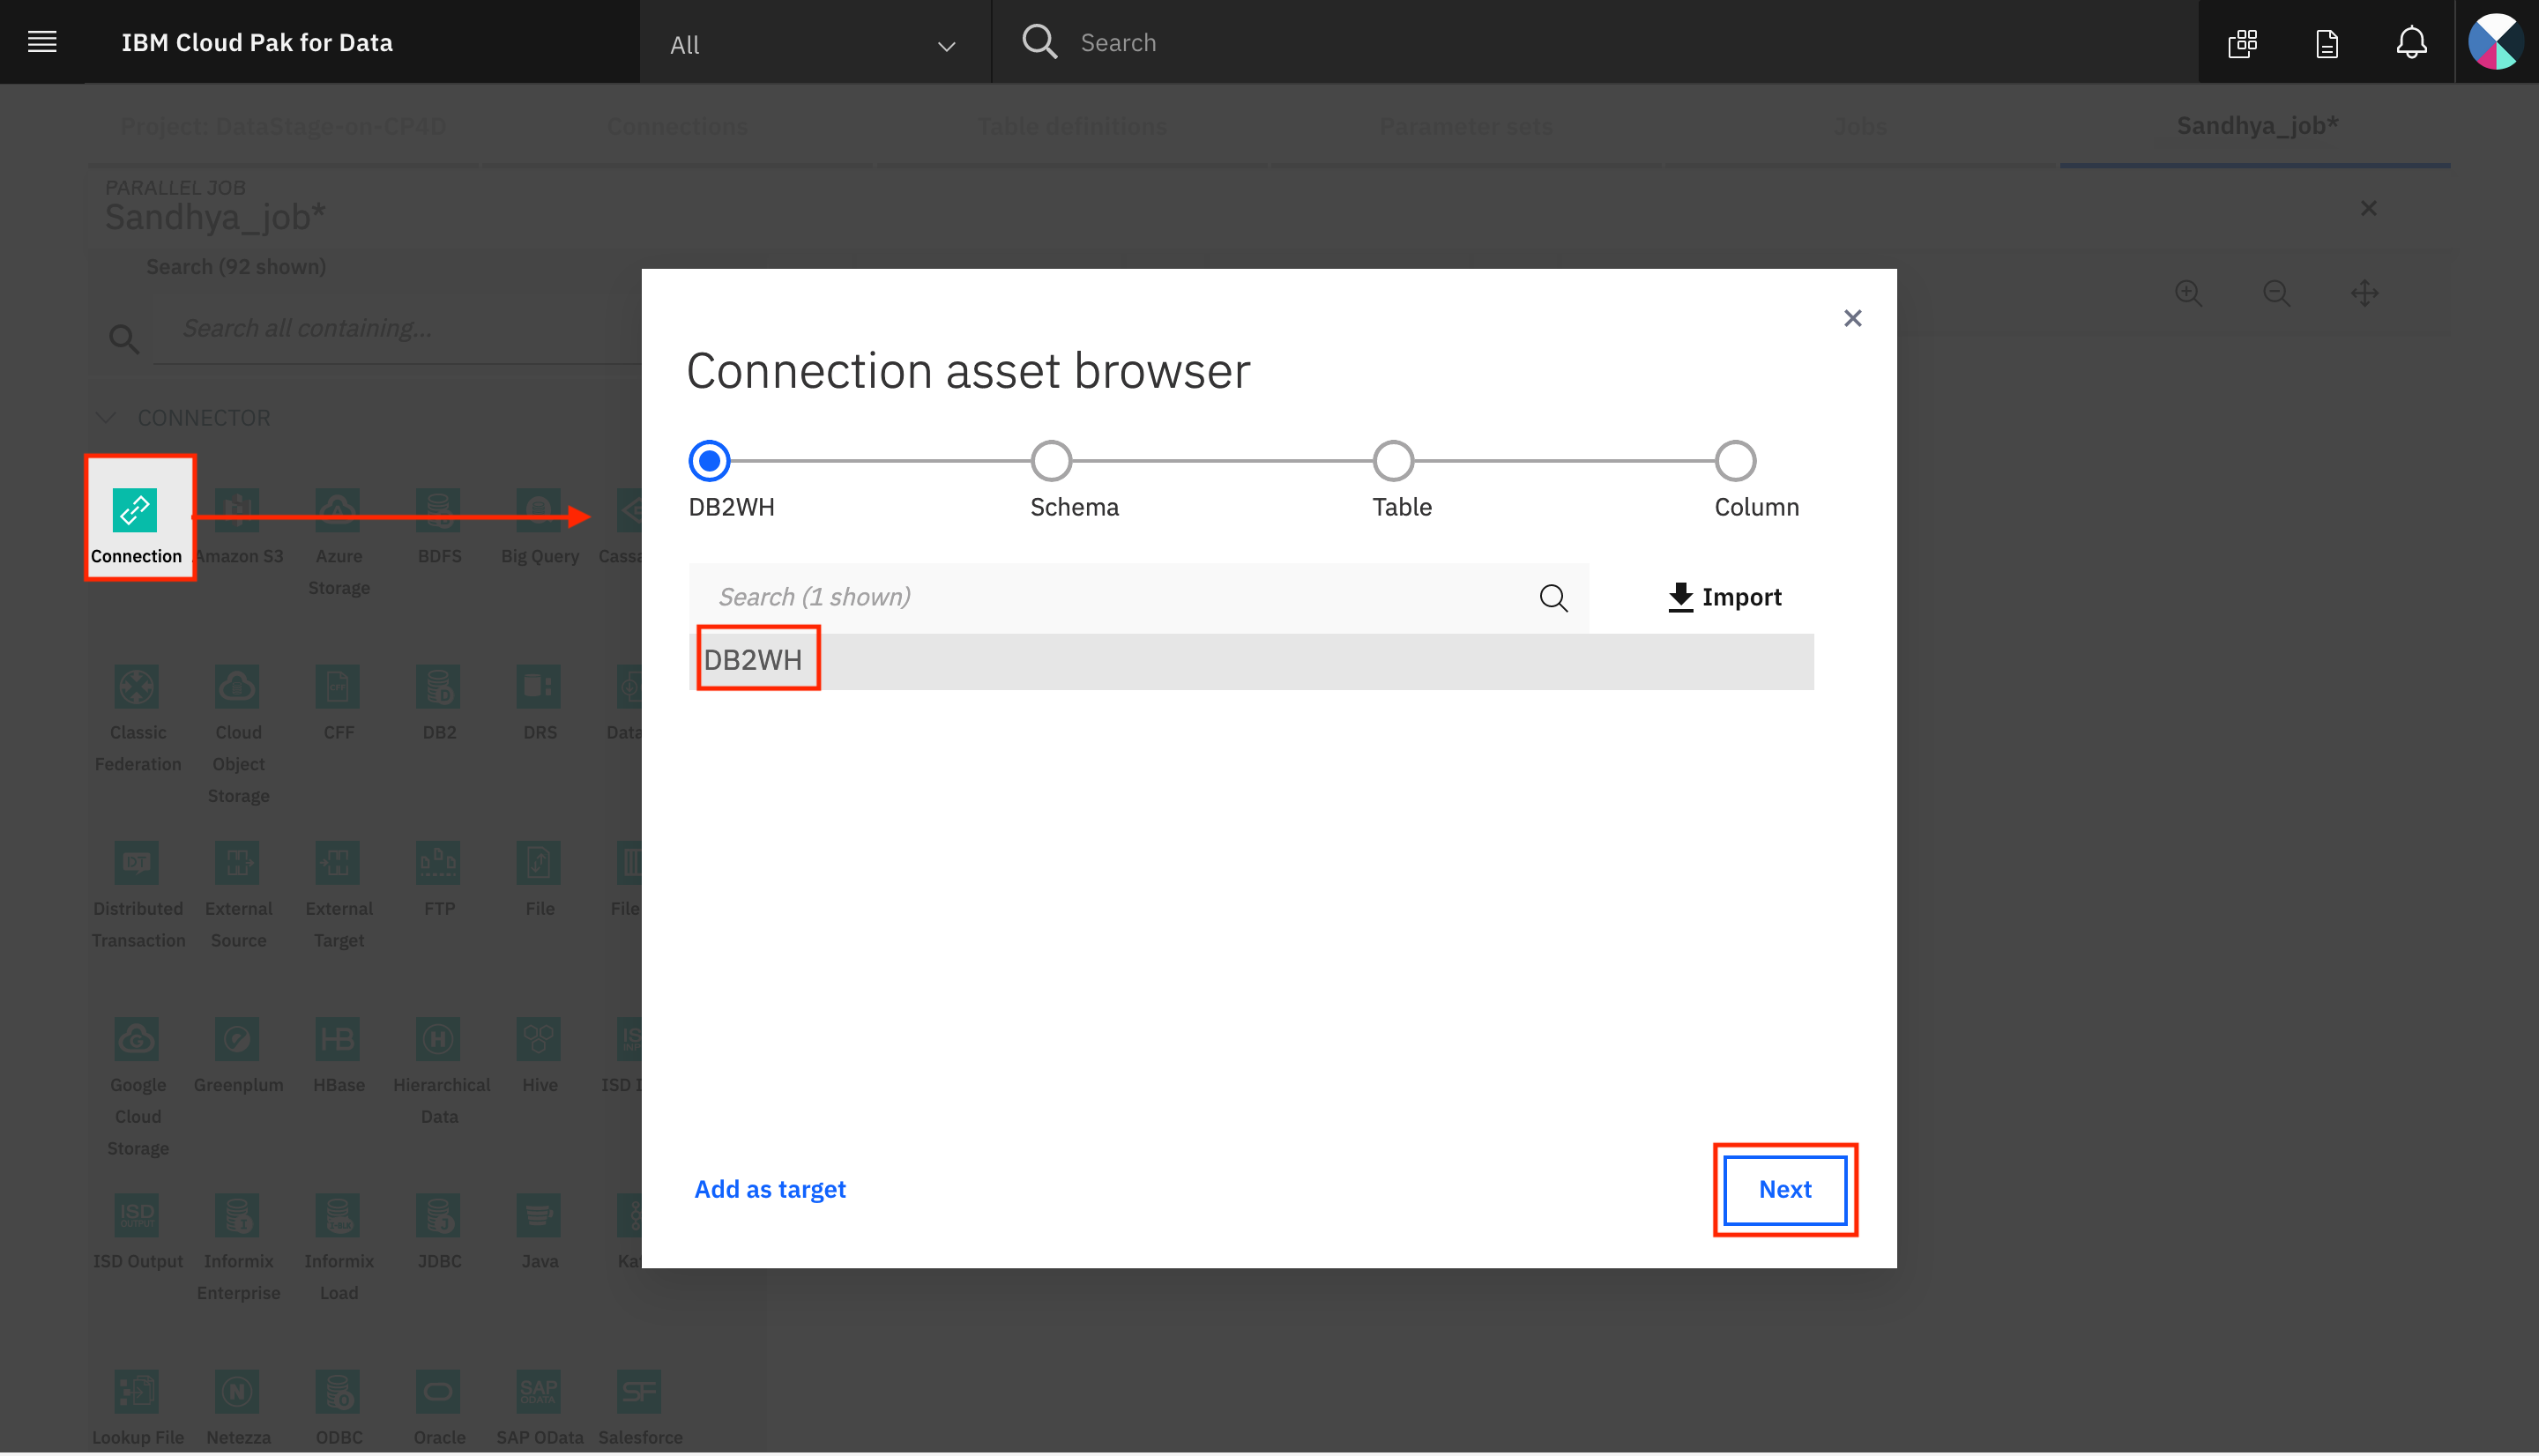 IBM Cloud Pak for Data
All
Search
Project: DataStage-on-CP4D
Connections
Table definitions
Parameter sets
Jobs
Sandhya_job*
PARALLEL JOB
Sandhya_job*
Search (92 shown)
Search all containing...
CONNECTOR
Connection
Amazon S3
Azure
Storage
BDFS
Big Query
Classic
Federation
Cloud
Object
Storage
CFF
DB2
DRS
Distributed
Transaction
External
Source
External
Target
FTP
File
File
Google
Cloud
Storage
Greenplum
HBase
Hierarchical
Data
Hive
ISD
ISD Output
Informix
Enterprise
Informix
Load
JDBC
Java
Lookup File
Netezza
ODBC
Oracle
SAP OData
Salesforce
Connection asset browser
DB2WH
Schema
Table
Column
Search (1 shown)
Import
DB2WH
Add as target
Next